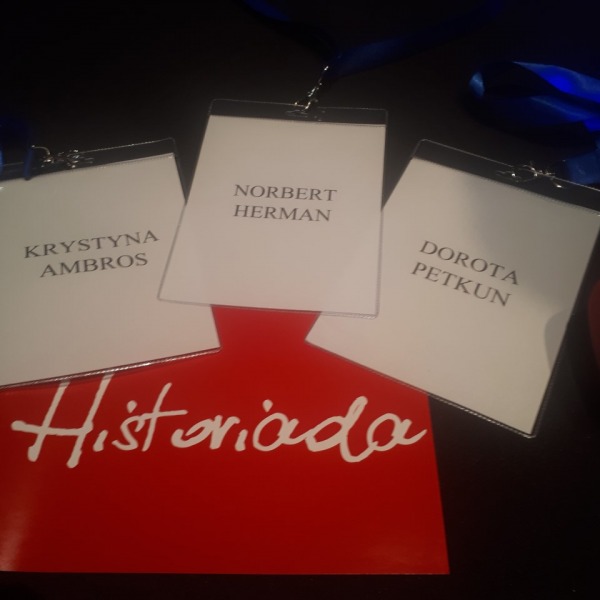 KRYSTYNA
AMBROS
NORBERT
HERMAN
DOROTA
PETKUN
Historiada